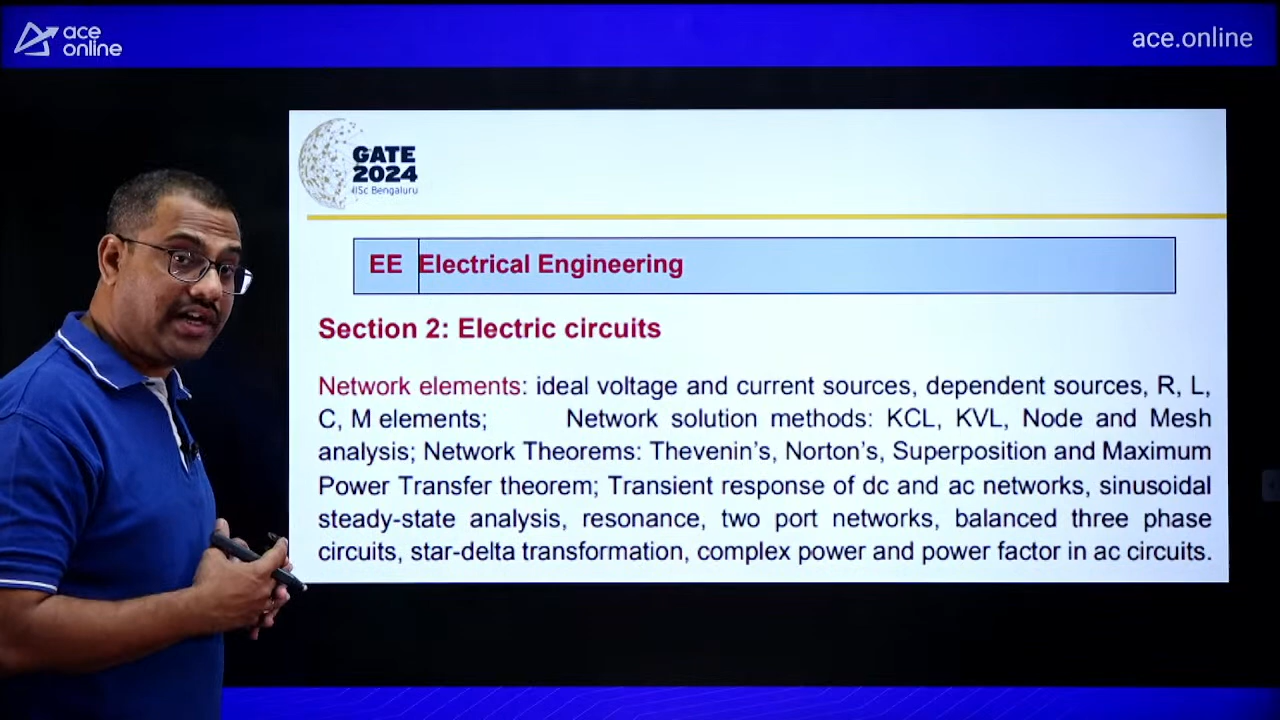 ace
online
ace.online
GATE
2024
IISc Bengaluru
EE Electrical Engineering
Section 2: Electric circuits
Network elements: ideal voltage and current sources, dependent sources, R, L,
C, M elements; Network solution methods: KCL, KVL, Node and Mesh
analysis; Network Theorems: Thevenin's, Norton's, Superposition and Maximum
Power Transfer theorem; Transient response of dc and ac networks, sinusoidal
steady-state analysis, resonance, two port networks, balanced three phase
circuits, star-delta transformation, complex power and power factor in ac circuits.